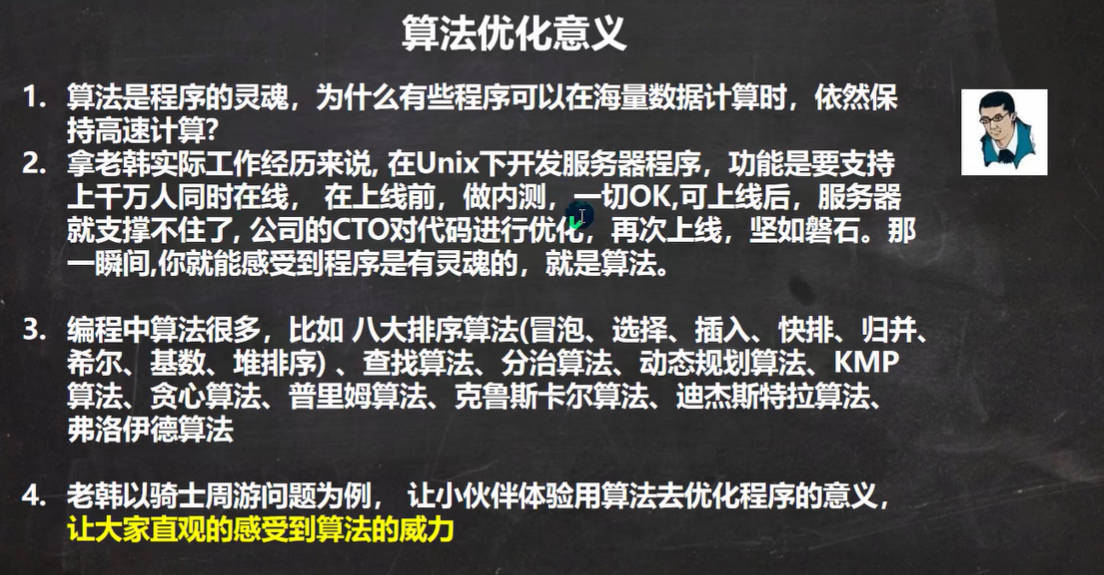 算法优化意义
1. 算法是程序的灵魂，为什么有些程序可以在海量数据计算时，依然保
持高速计算?
2. 拿老韩实际工作经历来说, 在Unix下开发服务器程序，功能是要支持
上千万人同时在线， 在上线前，做内测，一切OK,可上线后，服务器
就支撑不住了, 公司的CTO对代码进行优化，再次上线，坚如磐石。那
一瞬间,你就能感受到程序是有灵魂的，就是算法。
3. 编程中算法很多，比如 八大排序算法(冒泡、选择、插入、快排、归并、
希尔、基数、堆排序) 、查找算法、分治算法、动态规划算法、KMP
算法、贪心算法、普里姆算法、克鲁斯卡尔算法、迪杰斯特拉算法、
弗洛伊德算法
4. 老韩以骑士周游问题为例， 让小伙伴体验用算法去优化程序的意义，
让大家直观的感受到算法的威力